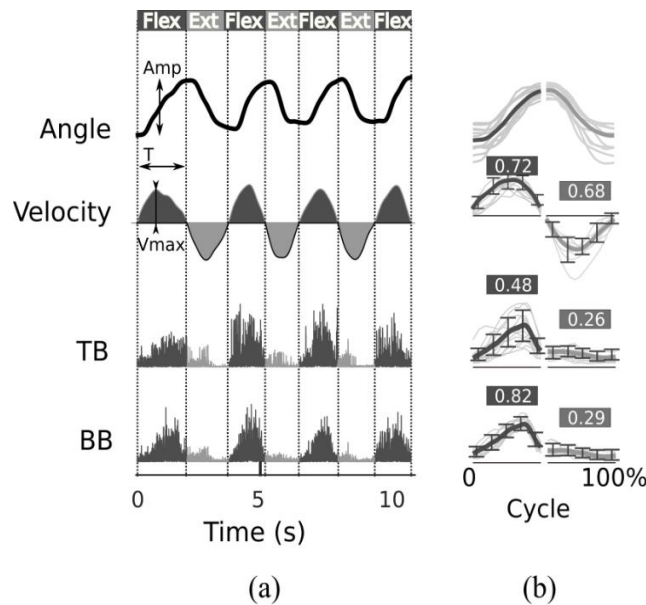 Flex Ext Flex Ext Flex Ext Flex
Amp
Angle
T
0.72
Velocity
0.68
Vmax
0.48
TB
0.26
0.82
BB
0.29
0 5 10
0 100%
Time (s)
Cycle
(a) (b)